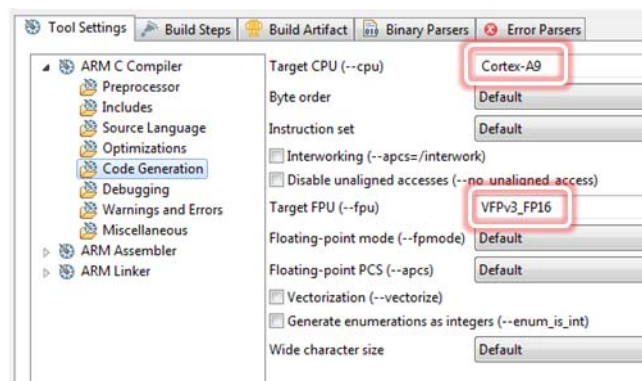 Tool Settings Build Steps Build Artifact Binary Parsers Error Parsers
ARM C Compiler
Preprocessor
Includes
Source Language
Optimizations
Code Generation
Debugging
Warnings and Errors
Miscellaneous
ARM Assembler
ARM Linker
Target CPU (--cpu) Cortex-A9
Byte order Default
Instruction set Default
Interworking (--apcs=/interwork)
Disable unaligned accesses (--no_unaligned_access)
Target FPU (--fpu) VFPv3_FP16
Floating-point mode (--fpmode) Default
Floating-point PCS (--apcs) Default
Vectorization (--vectorize)
Generate enumerations as integers (--enum_is_int)
Wide character size Default